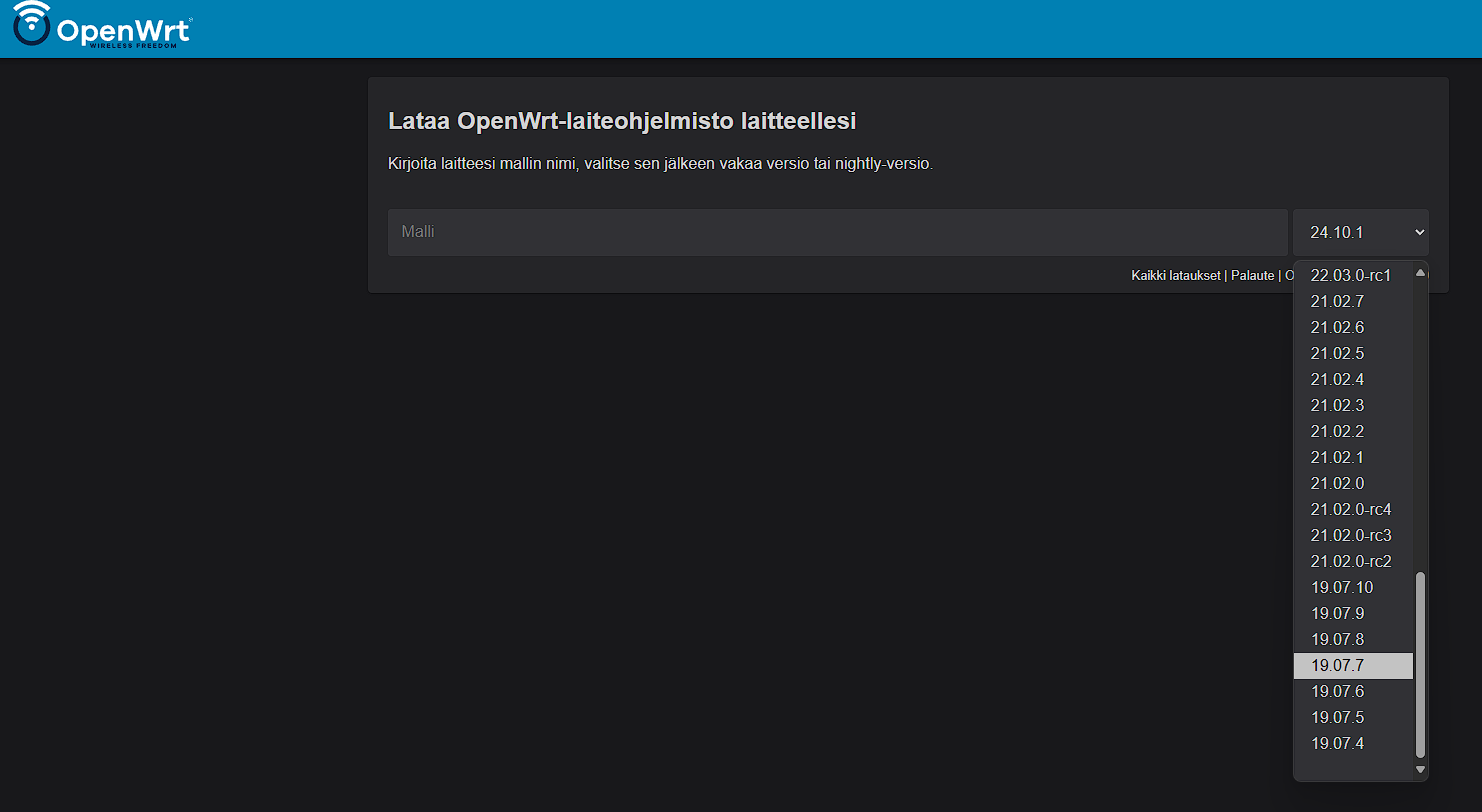 OpenWrt
WIRELESS FREEDOM
Lataa OpenWrt-laiteohjelmisto laitteellesi
Kirjoita laitteesi mallin nimi, valitse sen jälkeen vakaa versio tai nightly-versio.
Malli
24.10.1
Kaikki lataukset | Palaute | O
22.03.0-rc1
21.02.7
21.02.6
21.02.5
21.02.4
21.02.3
21.02.2
21.02.1
21.02.0
21.02.0-rc4
21.02.0-rc3
21.02.0-rc2
19.07.10
19.07.9
19.07.8
19.07.7
19.07.6
19.07.5
19.07.4